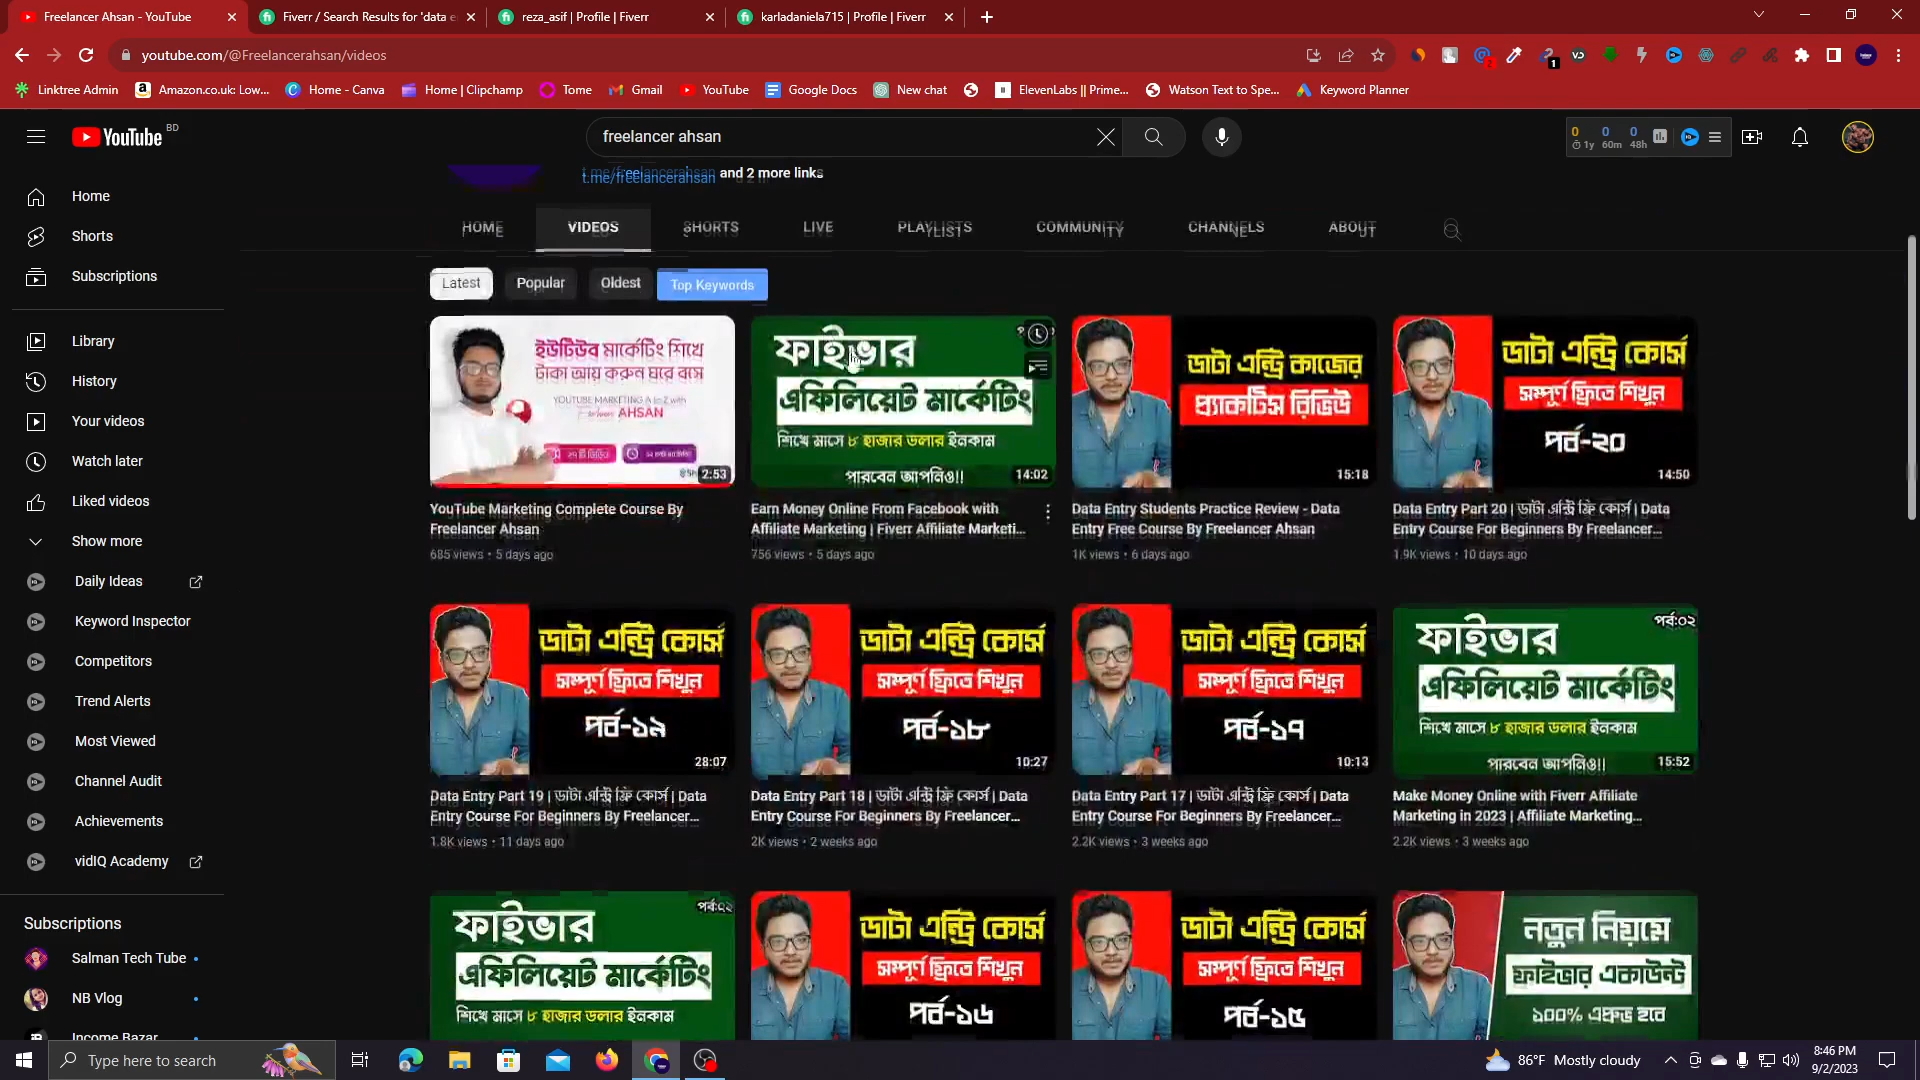 Freelancer Ahsan - YouTube
Fiverr / Search Results for 'data e
reza_asif | Profile | Fiverr
karladaniela715 | Profile | Fiverr
youtube.com/@Freelancerahsan/videos
2
1
Linktree Admin
Amazon.co.uk: Low...
Home - Canva
Home | Clipchamp
Tome
Gmail
YouTube
Google Docs
New chat
ElevenLabs || Prime...
Watson Text to Spe...
Keyword Planner
YouTube BD
freelancer ahsan
0 0 0
1y 60m 48h
t.me/freelancerahsan and 2 more links
HOME VIDEOS SHORTS LIVE PLAYLISTS COMMUNITY CHANNELS ABOUT
Latest Popular Oldest Top Keywords
Home
Shorts
Subscriptions
Library
History
Your videos
Watch later
Liked videos
Show more
Daily Ideas
Keyword Inspector
Competitors
Trend Alerts
Most Viewed
Channel Audit
Achievements
vidIQ Academy
Subscriptions
Salman Tech Tube
NB Vlog
Income Bazar
ইউটিউব মার্কেটিং শিখে
টাকা আয় করুন ঘরে বসে
YOUTUBE MARKETING A to Z with
AHSAN
2:53
YouTube Marketing Complete Course By
Freelancer Ahsan
685 views • 5 days ago
ফাইভার
এফিলিয়েট মার্কেটিং
শিখে মাসে ৮ হাজার ডলার ইনকাম
পারবেন আপনিও!!
14:02
Earn Money Online From Facebook with
Affiliate Marketing | Fiverr Affiliate Marketi...
756 views • 5 days ago
ডাটা এন্ট্রি কাজের
প্র্যাকটিস রিভিউ
15:18
Data Entry Students Practice Review - Data
Entry Free Course By Freelancer Ahsan
1K views • 6 days ago
ডাটা এন্ট্রি কোর্স
সম্পূর্ণ ফ্রিতে শিখুন
পর্ব-২০
14:50
Data Entry Part 20 | ডাটা এন্ট্রি ফ্রি কোর্স | Data
Entry Course For Beginners By Freelancer...
1.9K views • 10 days ago
ডাটা এন্ট্রি কোর্স
সম্পূর্ণ ফ্রিতে শিখুন
পর্ব-১৯
28:07
Data Entry Part 19 | ডাটা এন্ট্রি ফ্রি কোর্স | Data
Entry Course For Beginners By Freelancer...
1.8K views • 11 days ago
ডাটা এন্ট্রি কোর্স
সম্পূর্ণ ফ্রিতে শিখুন
পর্ব-১৮
10:27
Data Entry Part 18 | ডাটা এন্ট্রি ফ্রি কোর্স | Data
Entry Course For Beginners By Freelancer...
2K views • 2 weeks ago
ডাটা এন্ট্রি কোর্স
সম্পূর্ণ ফ্রিতে শিখুন
পর্ব-১৭
10:13
Data Entry Part 17 | ডাটা এন্ট্রি ফ্রি কোর্স | Data
Entry Course For Beginners By Freelancer...
2.2K views • 3 weeks ago
পর্ব:০২
ফাইভার
এফিলিয়েট মার্কেটিং
শিখে মাসে ৮ হাজার ডলার ইনকাম
পারবেন আপনিও!!
15:52
Make Money Online with Fiverr Affiliate
Marketing in 2023 | Affiliate Marketing...
2.2K views • 3 weeks ago
পর্ব:০১
ফাইভার
এফিলিয়েট মার্কেটিং
শিখে মাসে ৮ হাজার ডলার ইনকাম
ডাটা এন্ট্রি কোর্স
সম্পূর্ণ ফ্রিতে শিখুন
পর্ব-১৬
ডাটা এন্ট্রি কোর্স
সম্পূর্ণ ফ্রিতে শিখুন
পর্ব-১৫
নতুন নিয়মে
ফাইভার একাউন্ট
১০০% এপ্রুভ হবে
Type here to search
86°F Mostly cloudy
8:46 PM
9/2/2023